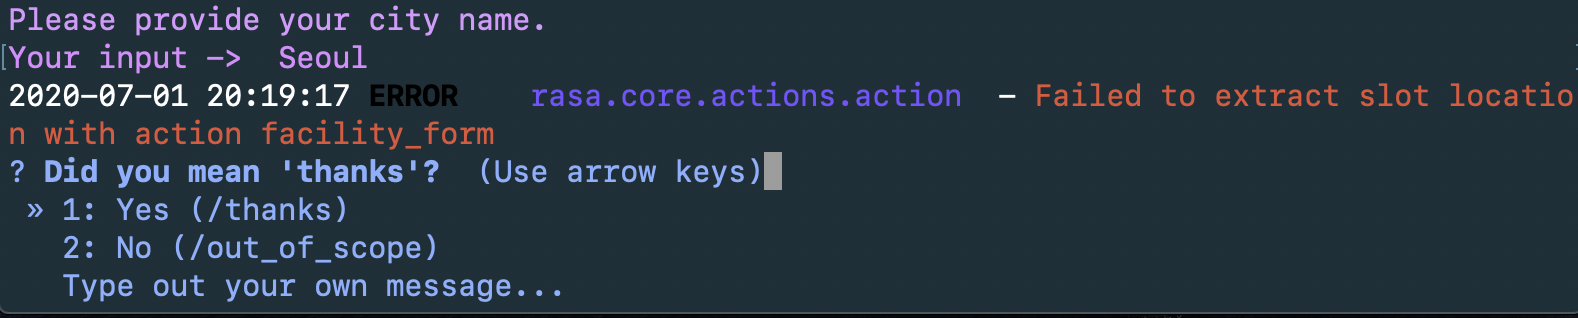 Please provide your city name.
Your input ->  Seoul
2020-07-01 20:19:17 ERROR    rasa.core.actions.action  - Failed to extract slot locatio
n with action facility_form
? Did you mean 'thanks'?  (Use arrow keys)
» 1: Yes (/thanks)
2: No (/out_of_scope)
Type out your own message...